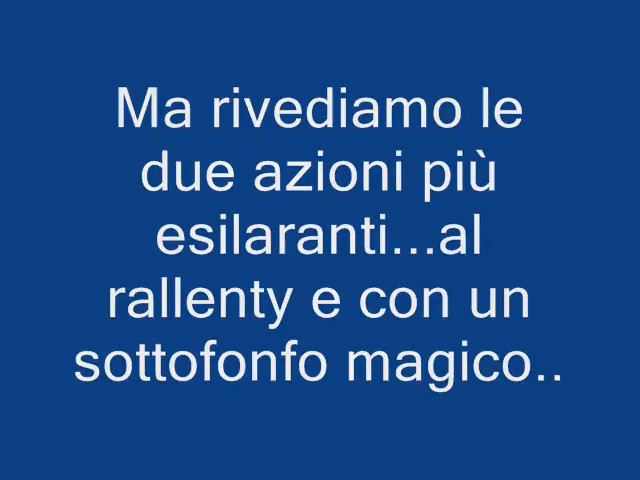 Ma rivediamo le
due azioni più
esilaranti...al
rallenty e con un
sottofonfo magico..